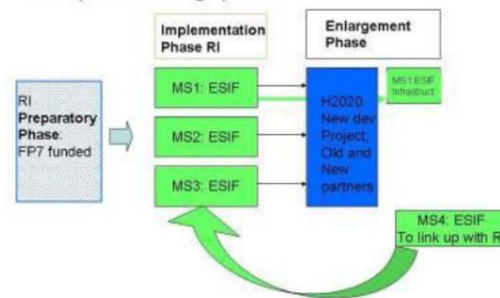 Implementation
Phase RI
Enlargement
Phase
RI
Preparatory
Phase:
FP7 funded
MS1: ESIF
MS2: ESIF
MS3: ESIF
H2020
New dev
Project,
Old and
New
partners
MS1 ESIF
Infrastruct
MS4: ESIF
To link up with R